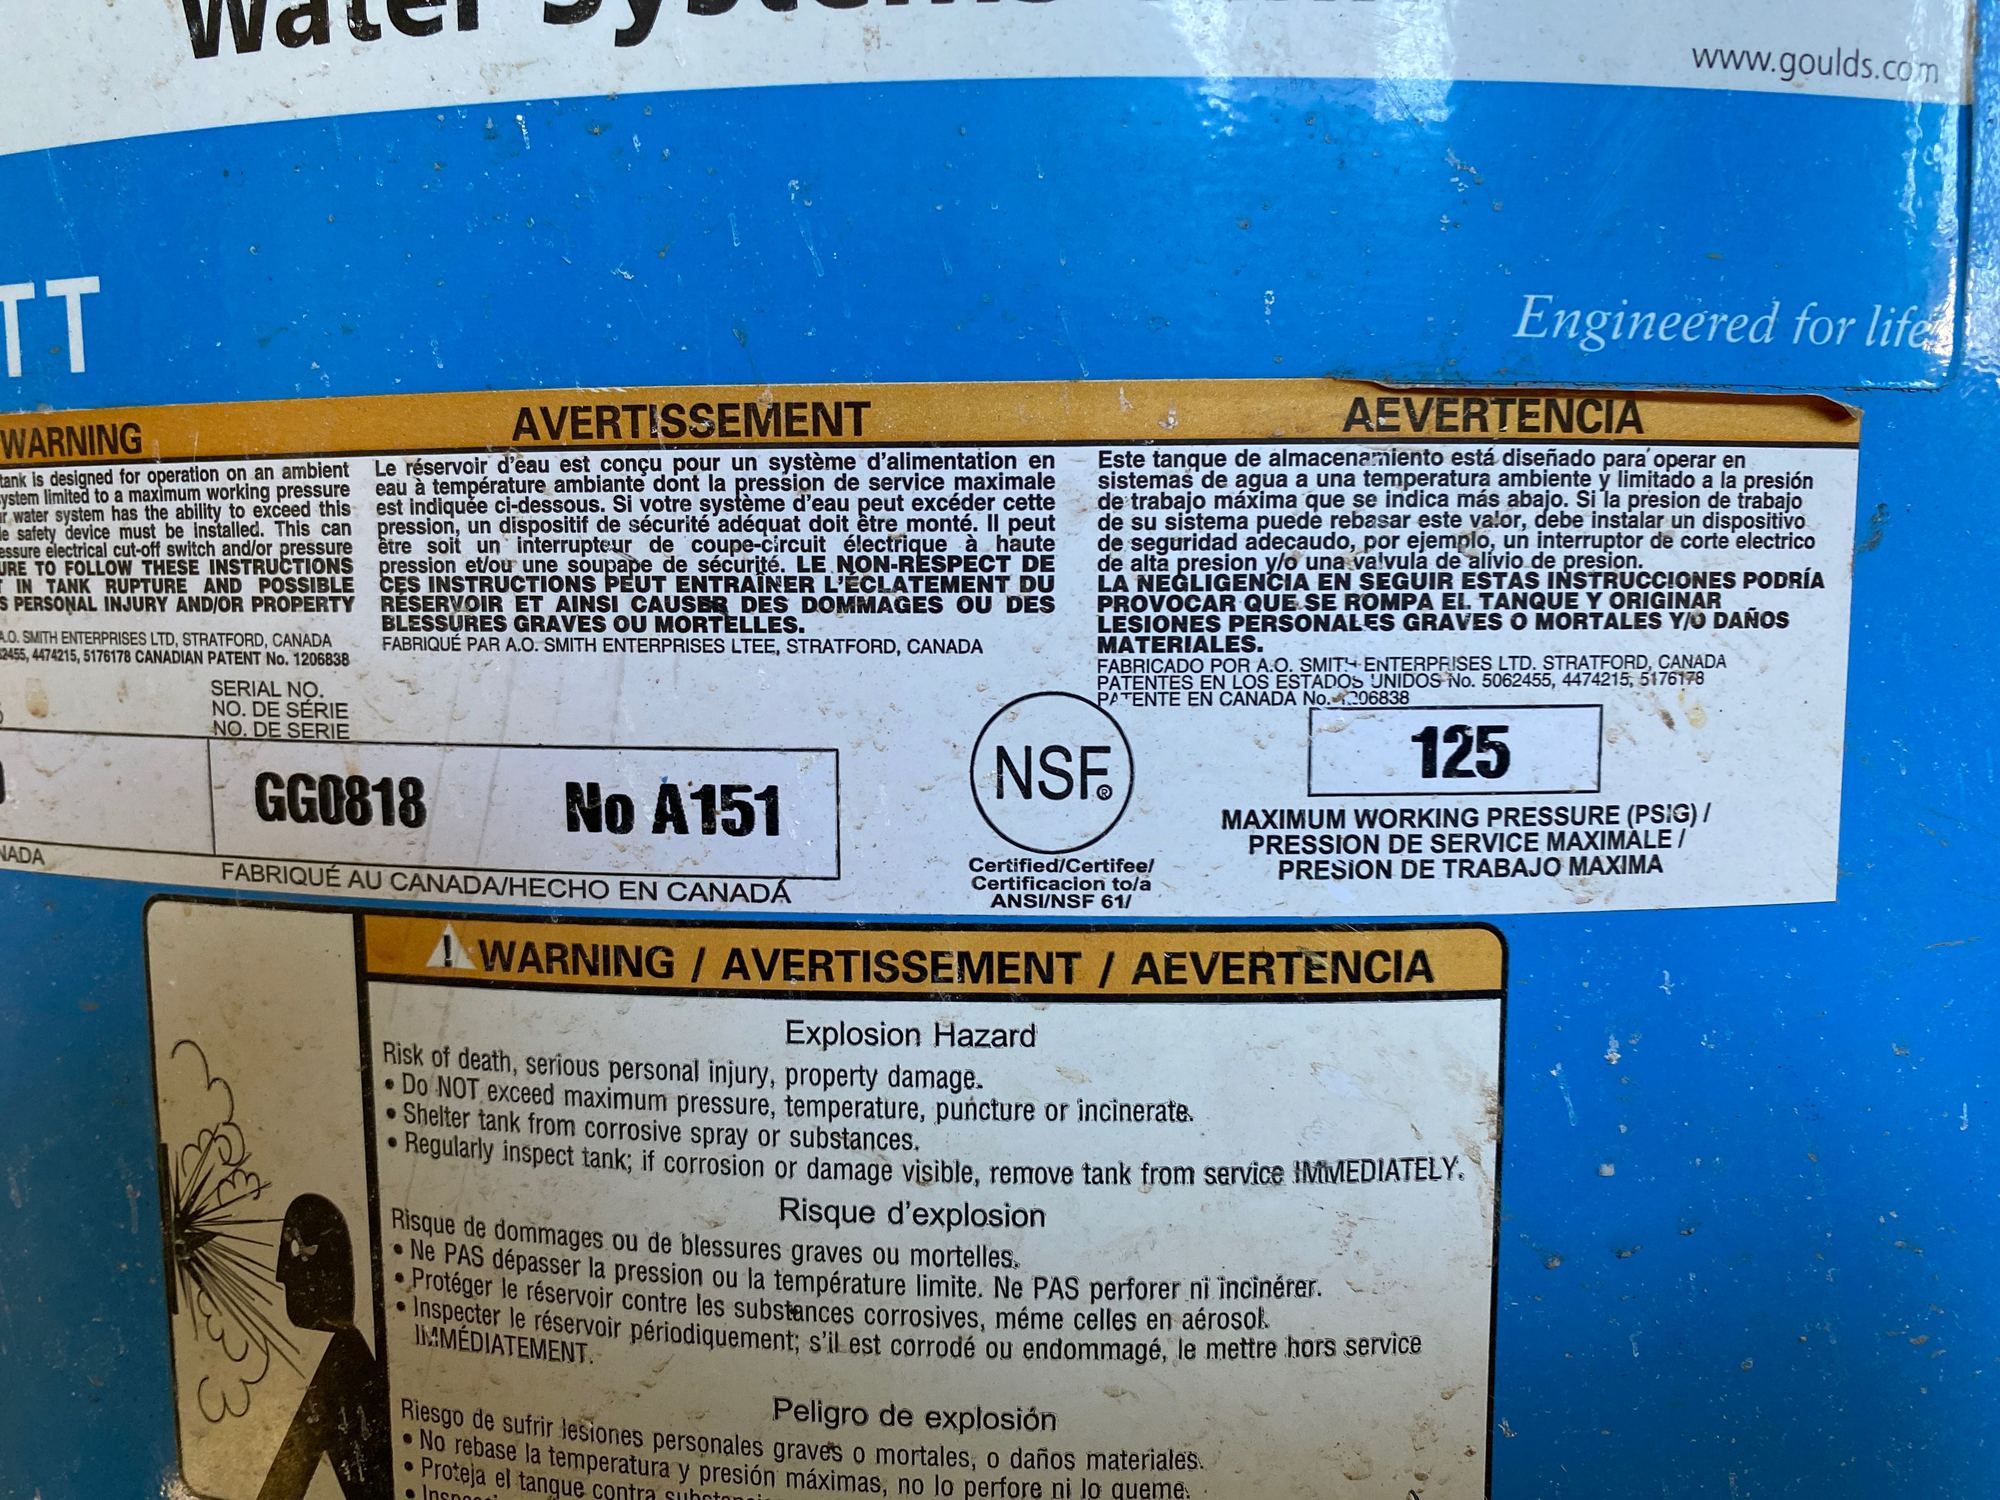 Water Systems
www.goulds.com
TT
Engineered for life
WARNING
tank is designed for operation on an ambient
system limited to a maximum working pressure
water system has the ability to exceed this
safety device must be installed. This can
electrical cut-off switch and/or pressure
TO FOLLOW THESE INSTRUCTIONS
IN TANK RUPTURE AND POSSIBLE
PERSONAL INJURY AND/OR PROPERTY
A.O. SMITH ENTERPRISES LTD, STRATFORD, CANADA
2455, 4474215, 5176178 CANADIAN PATENT No. 1206838
AVERTISSEMENT
Le réservoir d'eau est conçu pour un système d'alimentation en
eau à température ambiante dont la pression de service maximale
est indiquée ci-dessous. Si votre système d'eau peut excéder cette
pression, un dispositif de sécurité adéquat doit être monté. Il peut
être soit un interrupteur de coupe-circuit électrique à haute
pression et/ou une soupape de sécurité. LE NON-RESPECT DE
CES INSTRUCTIONS PEUT ENTRAÎNER L'ÉCLATEMENT DU
RÉSERVOIR ET AINSI CAUSER DES DOMMAGES OU DES
BLESSURES GRAVES OU MORTELLES.
FABRIQUÉ PAR A.O. SMITH ENTERPRISES LTEE, STRATFORD, CANADA
AEVERTENCIA
Este tanque de almacenamiento está diseñado para operar en
sistemas de agua a una temperatura ambiente y limitado a la presión
de trabajo máxima que se indica más abajo. Si la presion de trabajo
de su sistema puede rebasar este valor, debe instalar un dispositivo
de seguridad adecaudo, por ejemplo, un interruptor de corte electrico
de alta presion y/o una valvula de alivio de presion.
LA NEGLIGENCIA EN SEGUIR ESTAS INSTRUCCIONES PODRÍA
PROVOCAR QUE SE ROMPA EL TANQUE Y ORIGINAR
LESIONES PERSONALES GRAVES O MORTALES Y/O DAÑOS
MATERIALES.
FABRICADO POR A.O. SMITH ENTERPRISES LTD. STRATFORD, CANADA
PATENTES EN LOS ESTADOS UNIDOS No. 5062455, 4474215, 5176178
PATENTE EN CANADA No. 1206838
SERIAL NO.
NO. DE SÉRIE
NO. DE SERIE
GG0818 No A151
NADA
FABRIQUÉ AU CANADA/HECHO EN CANADÁ
NSF®
Certified/Certifee/
Certificacion to/a
ANSI/NSF 61/
125
MAXIMUM WORKING PRESSURE (PSIG) /
PRESSION DE SERVICE MAXIMALE /
PRESIÓN DE TRABAJO MAXIMA
WARNING / AVERTISSEMENT / AEVERTENCIA
Explosion Hazard
Risk of death, serious personal injury, property damage.
• Do NOT exceed maximum pressure, temperature, puncture or incinerate.
• Shelter tank from corrosive spray or substances.
• Regularly inspect tank; if corrosion or damage visible, remove tank from service IMMEDIATELY.
Risque d'explosion
Risque de dommages ou de blessures graves ou mortelles.
• Ne PAS dépasser la pression ou la température limite. Ne PAS perforer ni incinérer.
• Protéger le réservoir contre les substances corrosives, méme celles en aérosol.
• Inspecter le réservoir périodiquement; s'il est corrodé ou endommagé, le mettre hors service
IMMÉDIATEMENT.
Peligro de explosión
Riesgo de sufrir lesiones personales graves o mortales, o daños materiales.
• No rebase la temperatura y presión máximas, no lo perfore ni lo queme.
• Proteja el tanque contra